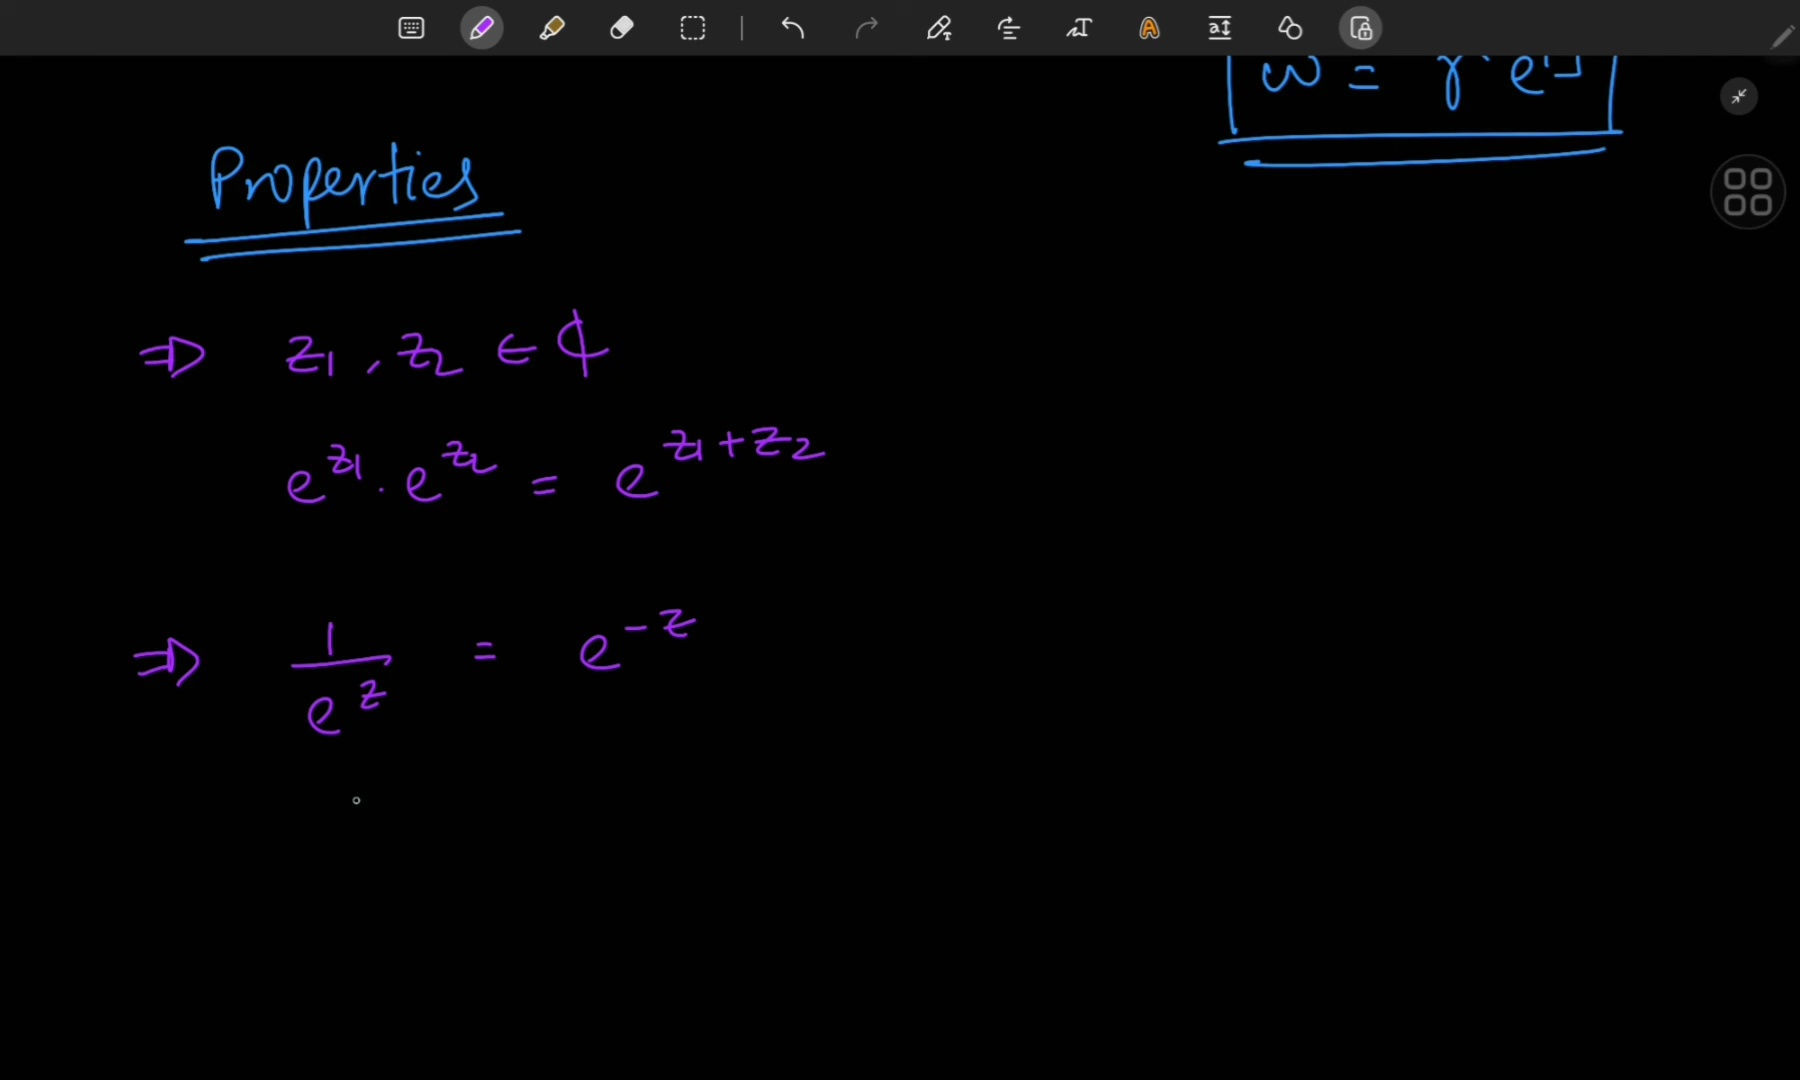 ω = r e
Properties
⇒ z₁, z₂ ∈ ℂ
e^{z₁} · e^{z₂} = e^{z₁+z₂}
⇒ 1/e^z = e^{-z}